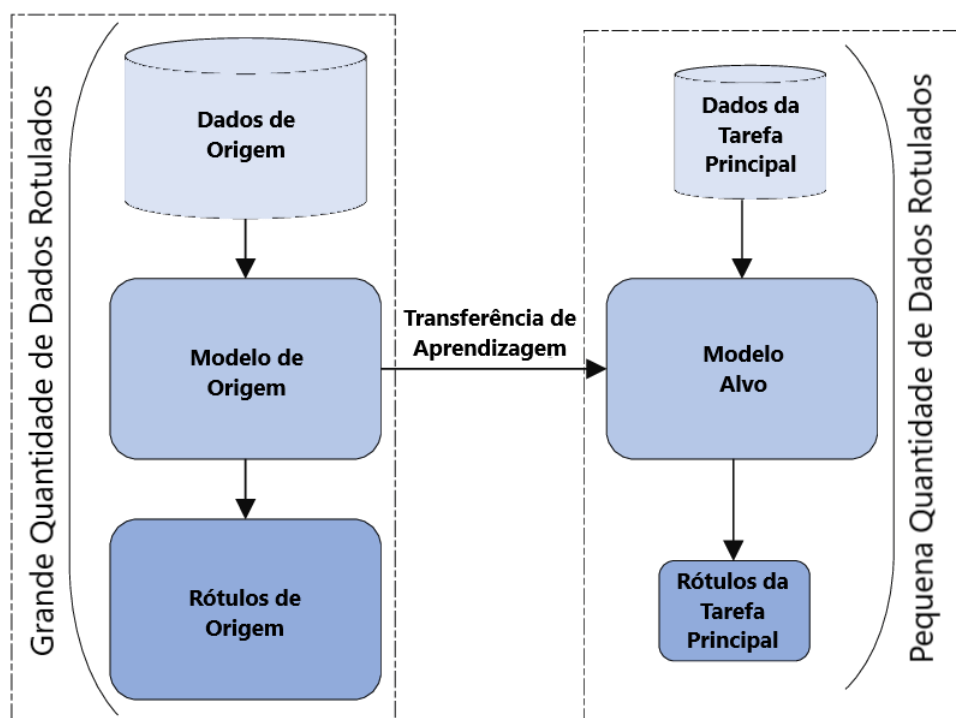 Grande Quantidade de Dados Rotulados
Dados de
Origem
Modelo de
Origem
Rótulos de
Origem
Transferência de
Aprendizagem
Dados da
Tarefa
Principal
Modelo
Alvo
Rótulos da
Tarefa
Principal
Pequena Quantidade de Dados Rotulados